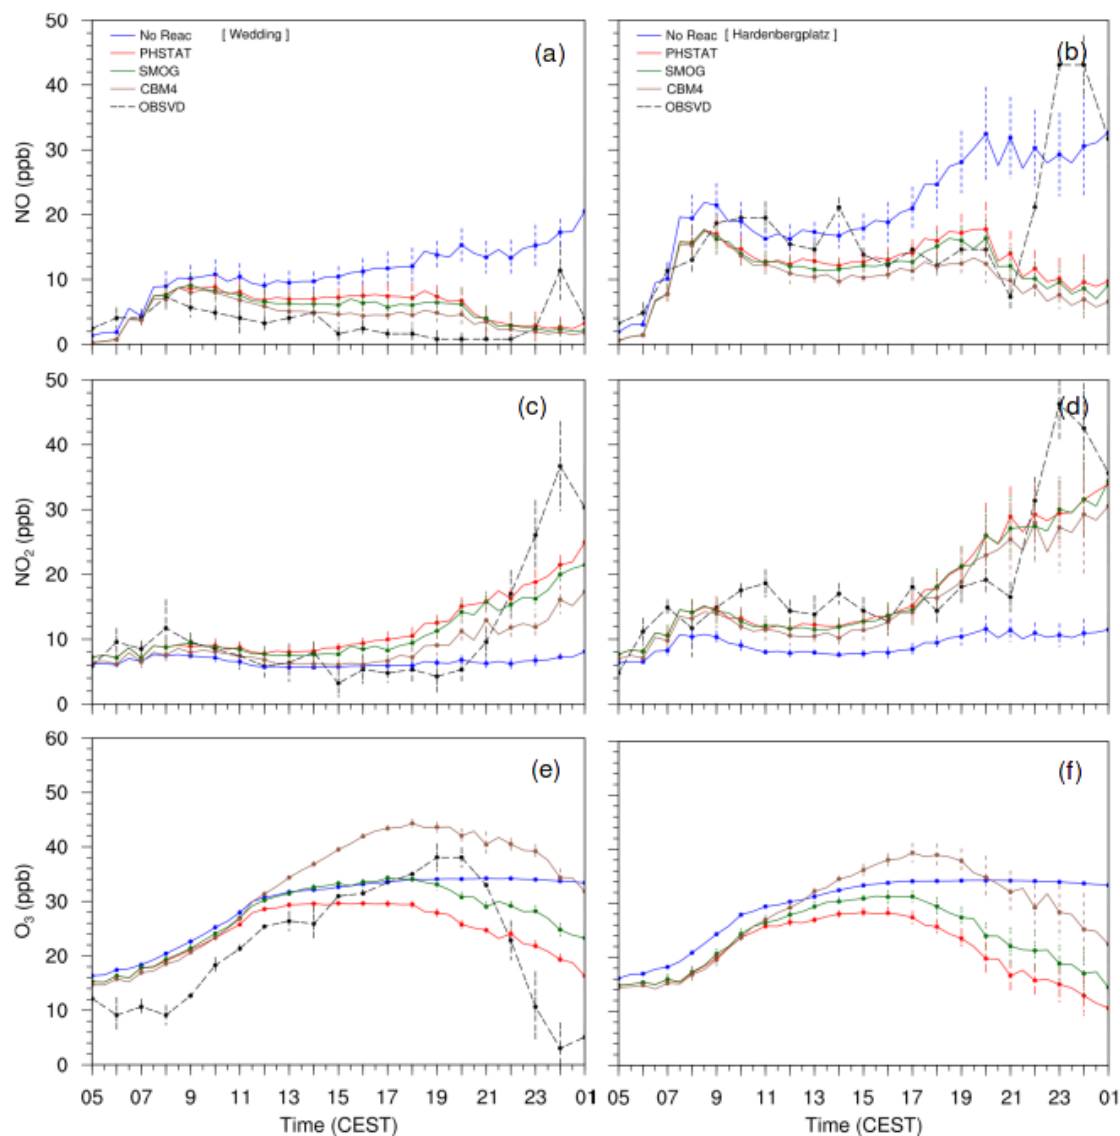 50
40
30
20
10
0
NO (ppb)
No Reac [ Wedding ]
PHSTAT
SMOG
CBM4
OBSVD
(a)
No Reac [ Hardenbergplatz ]
PHSTAT
SMOG
CBM4
OBSVD
(b)
50
40
30
20
10
0
NO2 (ppb)
(c)
(d)
60
50
40
30
20
10
0
O3 (ppb)
(e)
(f)
05 07 9 11 13 15 17 19 21 23 01
Time (CEST)
05 07 9 11 13 15 17 19 21 23 01
Time (CEST)